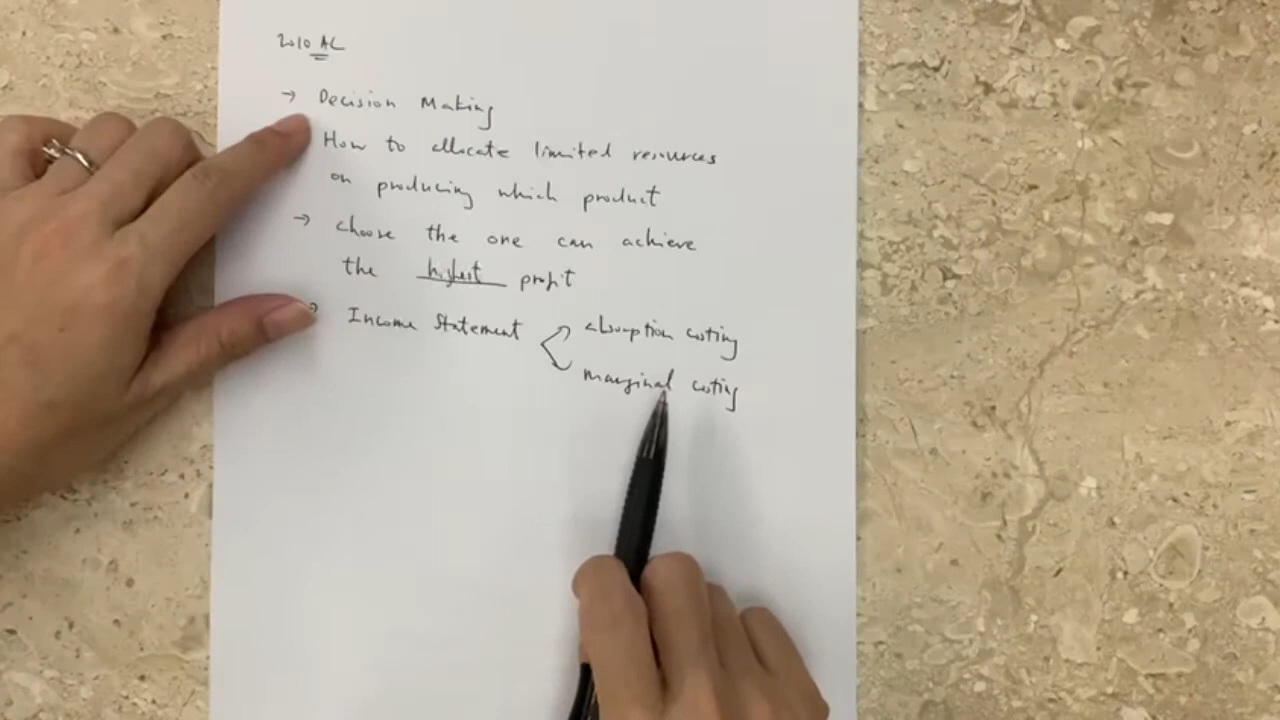 2010 AL
→ Decision Making
How to allocate limited resources
on producing which product
→ choose the one can achieve
the highest profit
→ Income Statement absorption costing
marginal costing